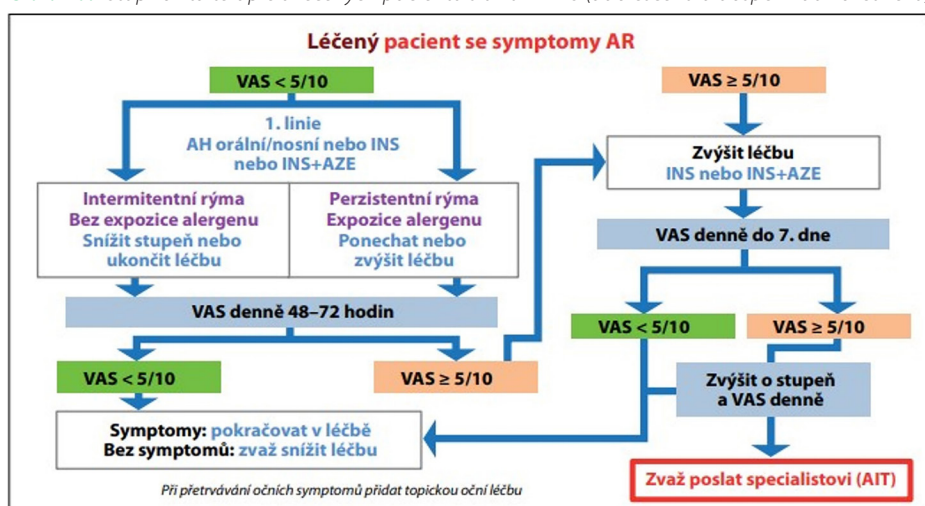 Léčený pacient se symptomy AR
VAS < 5/10
1. linie
AH orální/nosní nebo INS
nebo INS+AZE
Intermitentní rýma
Bez expozice alergenu
Snížit stupeň nebo
ukončit léčbu
Perzistentní rýma
Expozice alergenu
Ponechat nebo
zvýšit léčbu
VAS denně 48–72 hodin
VAS < 5/10
VAS ≥ 5/10
Symptomy: pokračovat v léčbě
Bez symptomů: zvaž snížit léčbu
Při přetrvávání očních symptomů přidat topickou oční léčbu
VAS ≥ 5/10
Zvýšit léčbu
INS nebo INS+AZE
VAS denně do 7. dne
VAS < 5/10
VAS ≥ 5/10
Zvýšit o stupeň
a VAS denně
Zvaž poslat specialistovi (AIT)